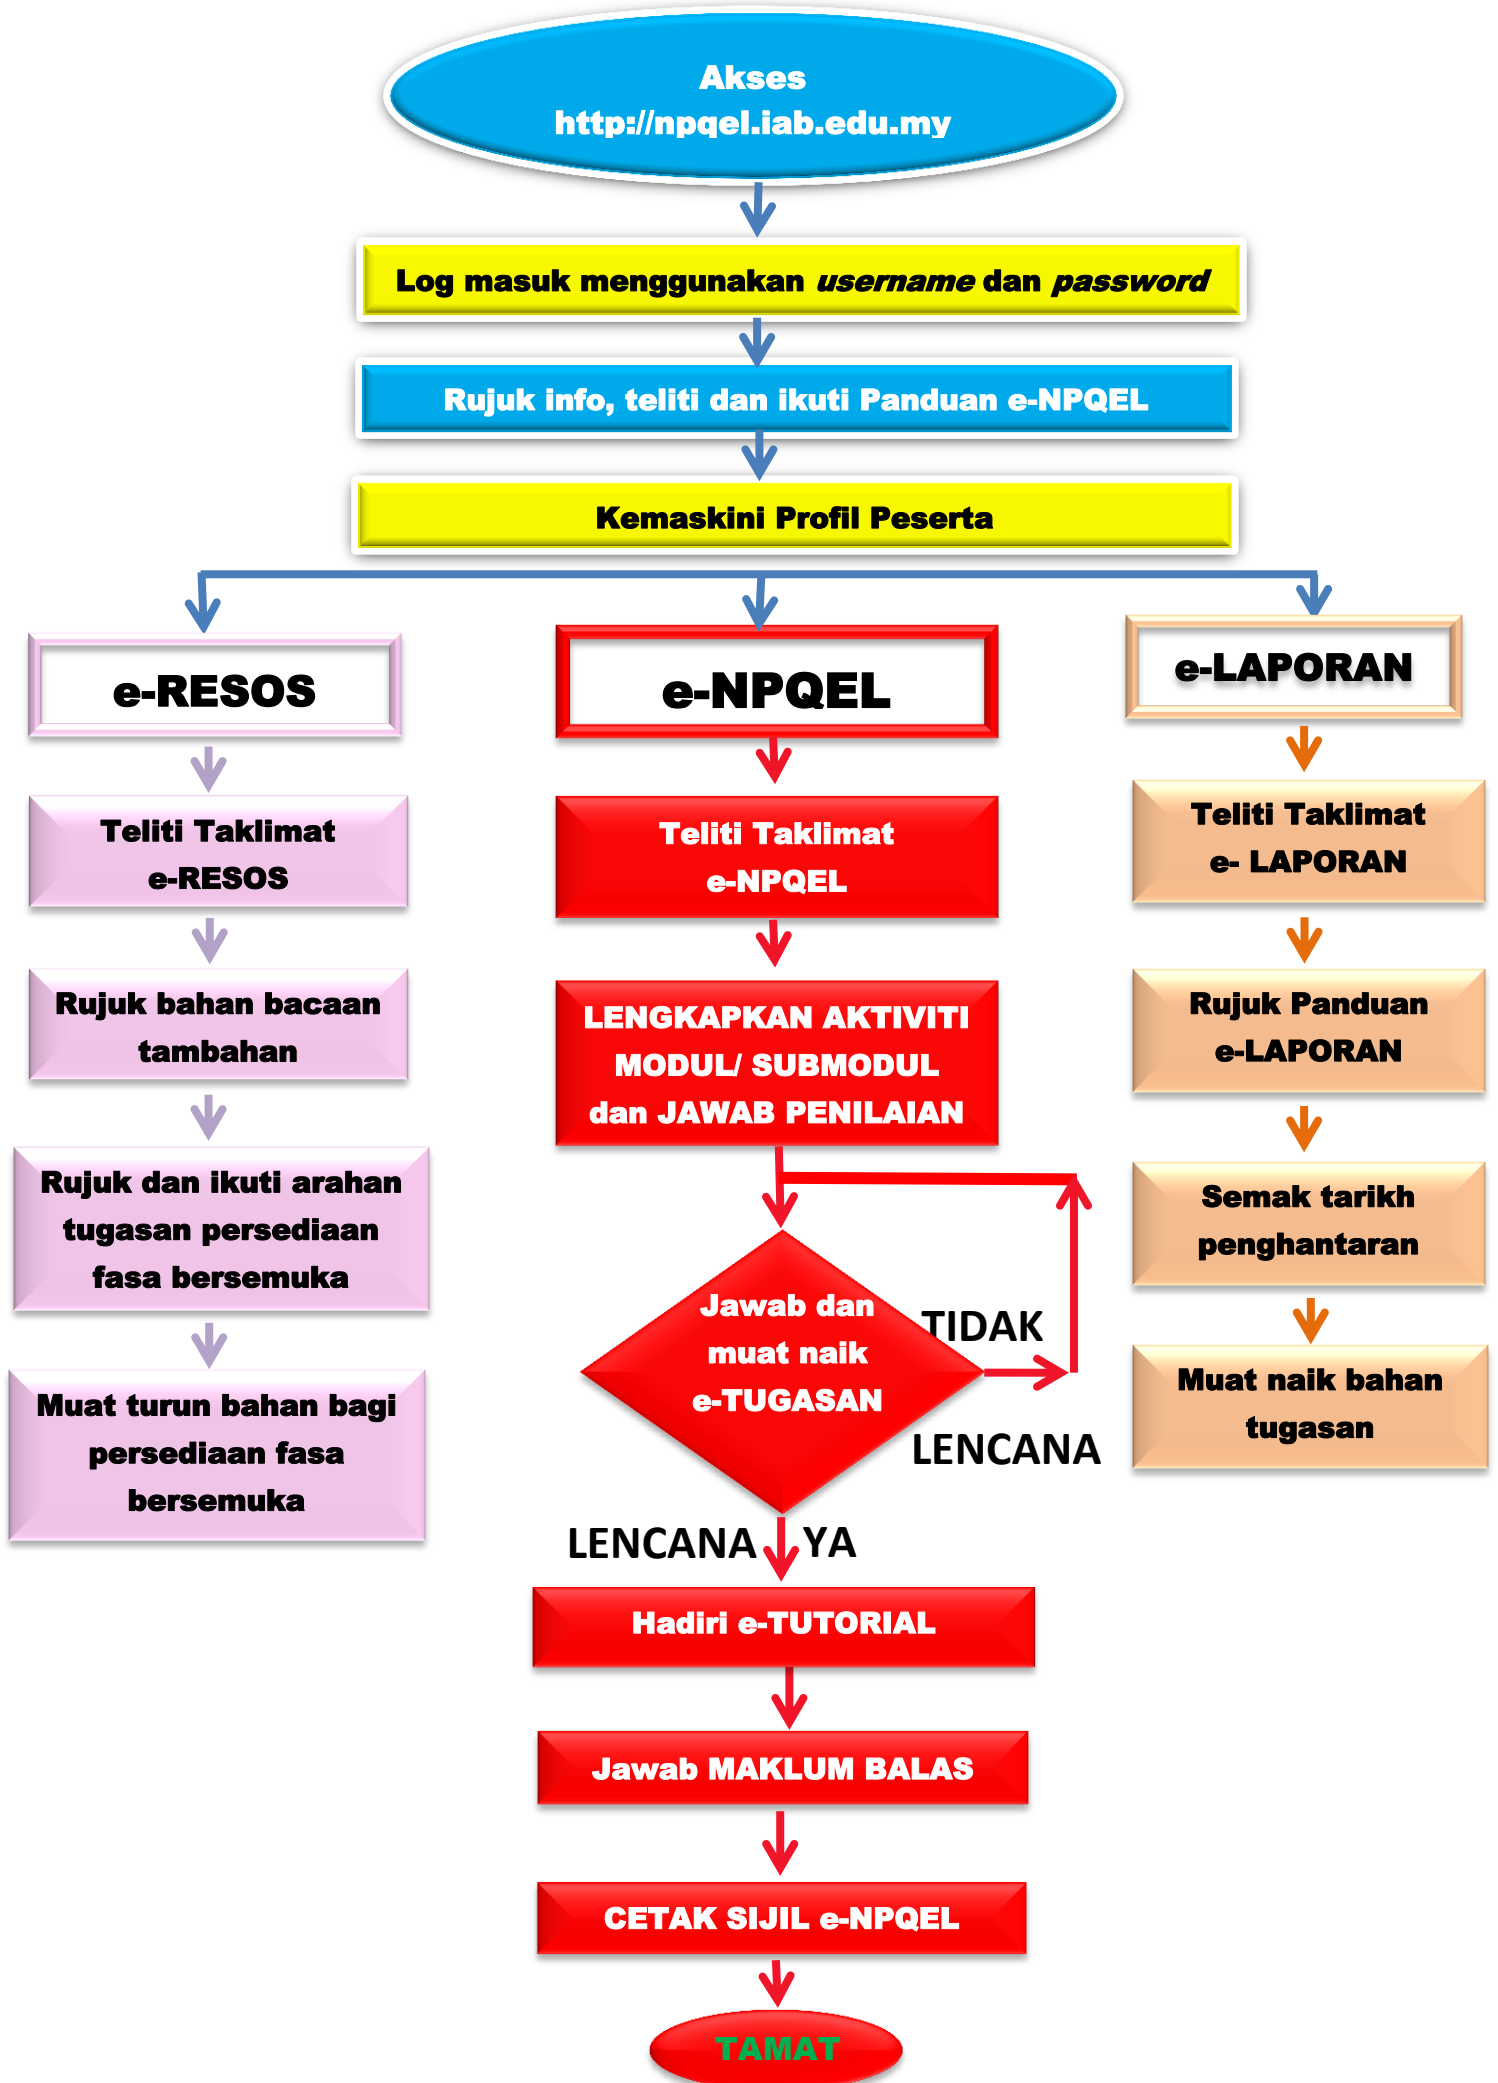 Akses
http://npqel.iab.edu.my
Log masuk menggunakan username dan password
Rujuk info, teliti dan ikuti Panduan e-NPQEL
Kemaskini Profil Peserta
e-RESOS
Teliti Taklimat
e-RESOS
Rujuk bahan bacaan
tambahan
Rujuk dan ikuti arahan
tugasan persediaan
fasa bersemuka
Muat turun bahan bagi
persediaan fasa
bersemuka
e-NPQEL
Teliti Taklimat
e-NPQEL
LENGKAPKAN AKTIVITI
MODUL/ SUBMODUL
dan JAWAB PENILAIAN
Jawab dan
muat naik
e-TUGASAN
TIDAK
LENCANA
LENCANA YA
Hadiri e-TUTORIAL
Jawab MAKLUM BALAS
CETAK SIJIL e-NPQEL
TAMAT
e-LAPORAN
Teliti Taklimat
e- LAPORAN
Rujuk Panduan
e-LAPORAN
Semak tarikh
penghantaran
Muat naik bahan
tugasan